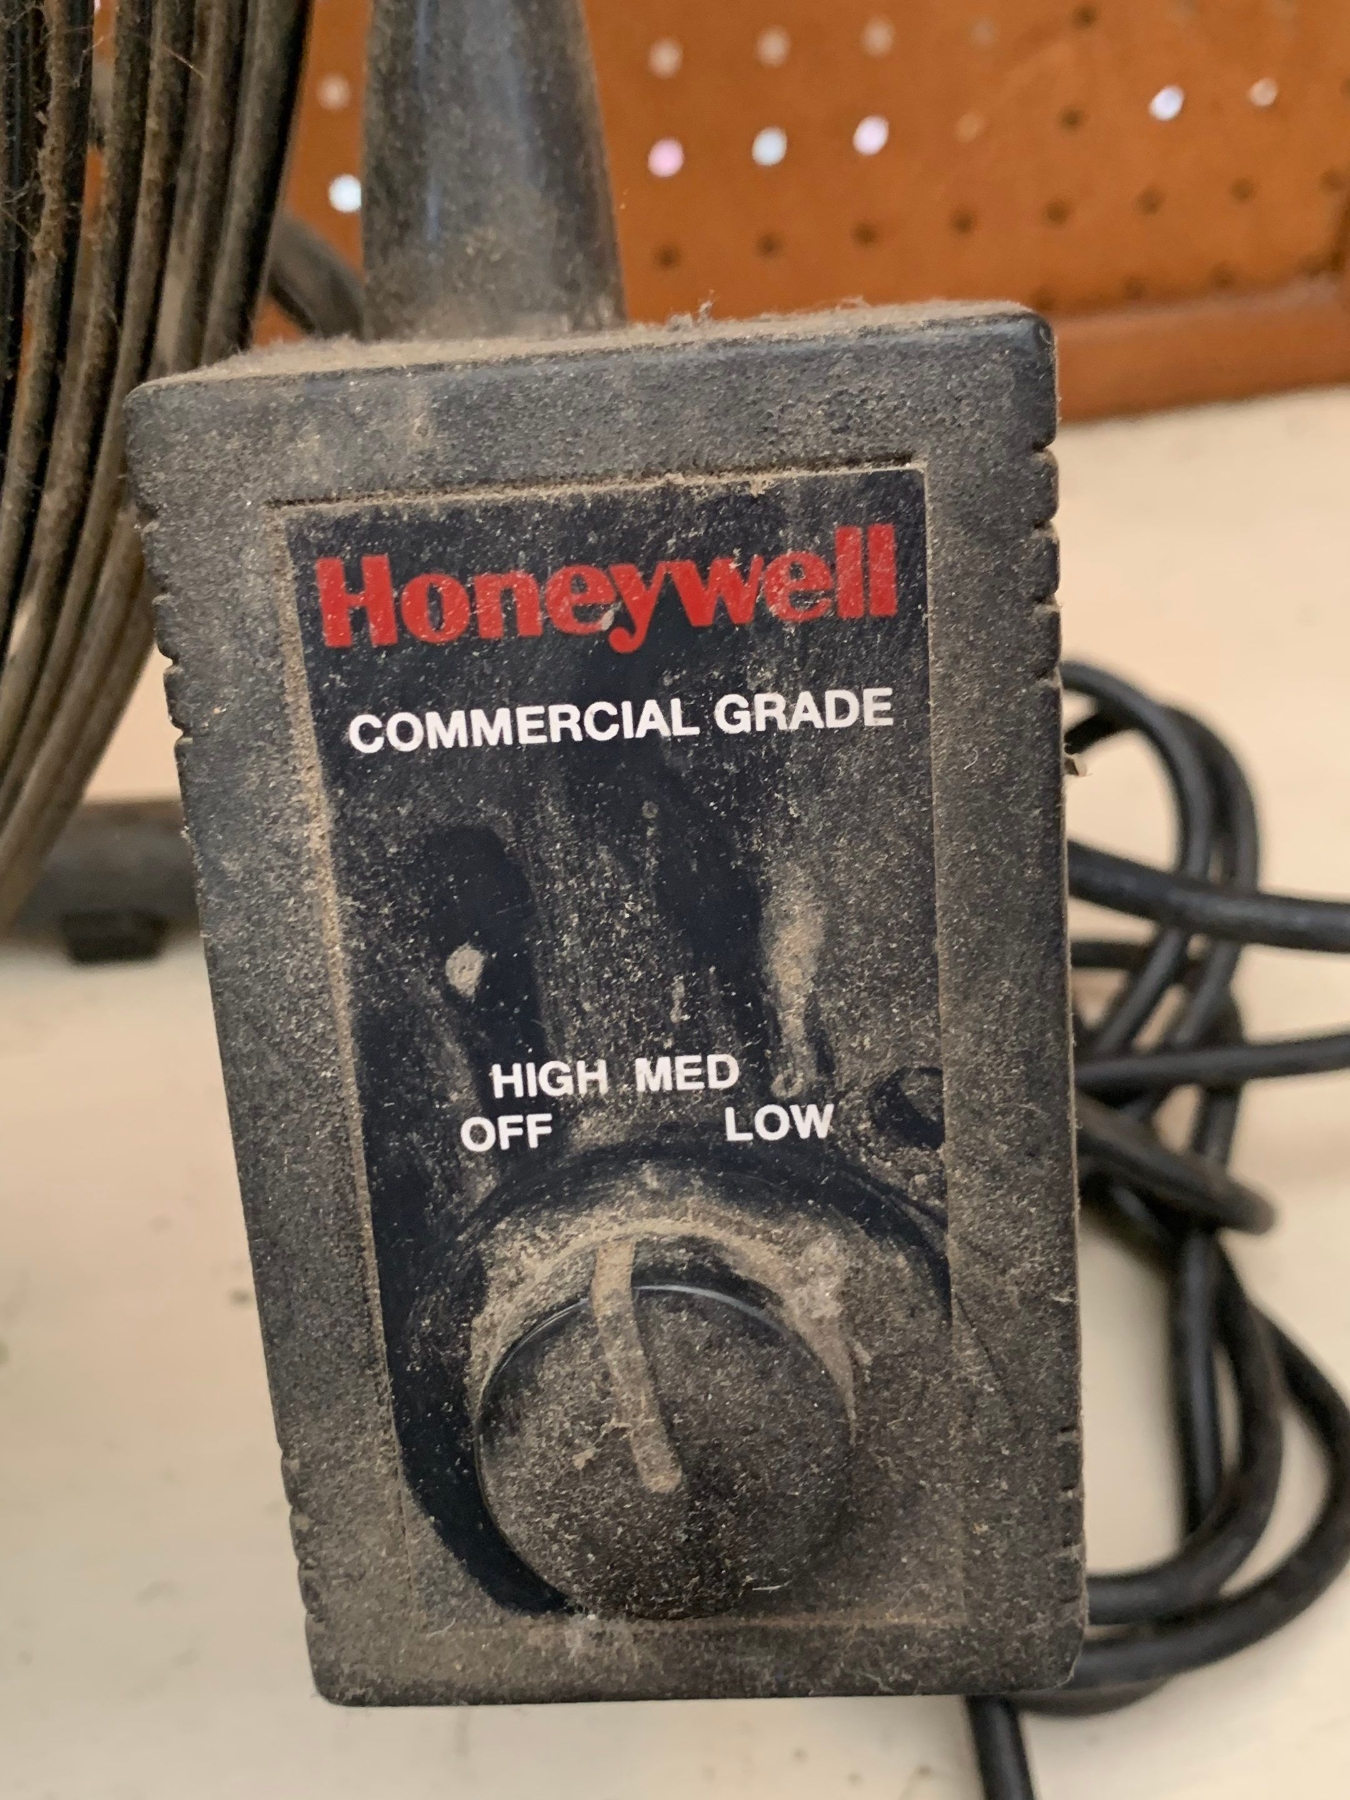 Honeywell
COMMERCIAL GRADE
HIGH MED
OFF LOW